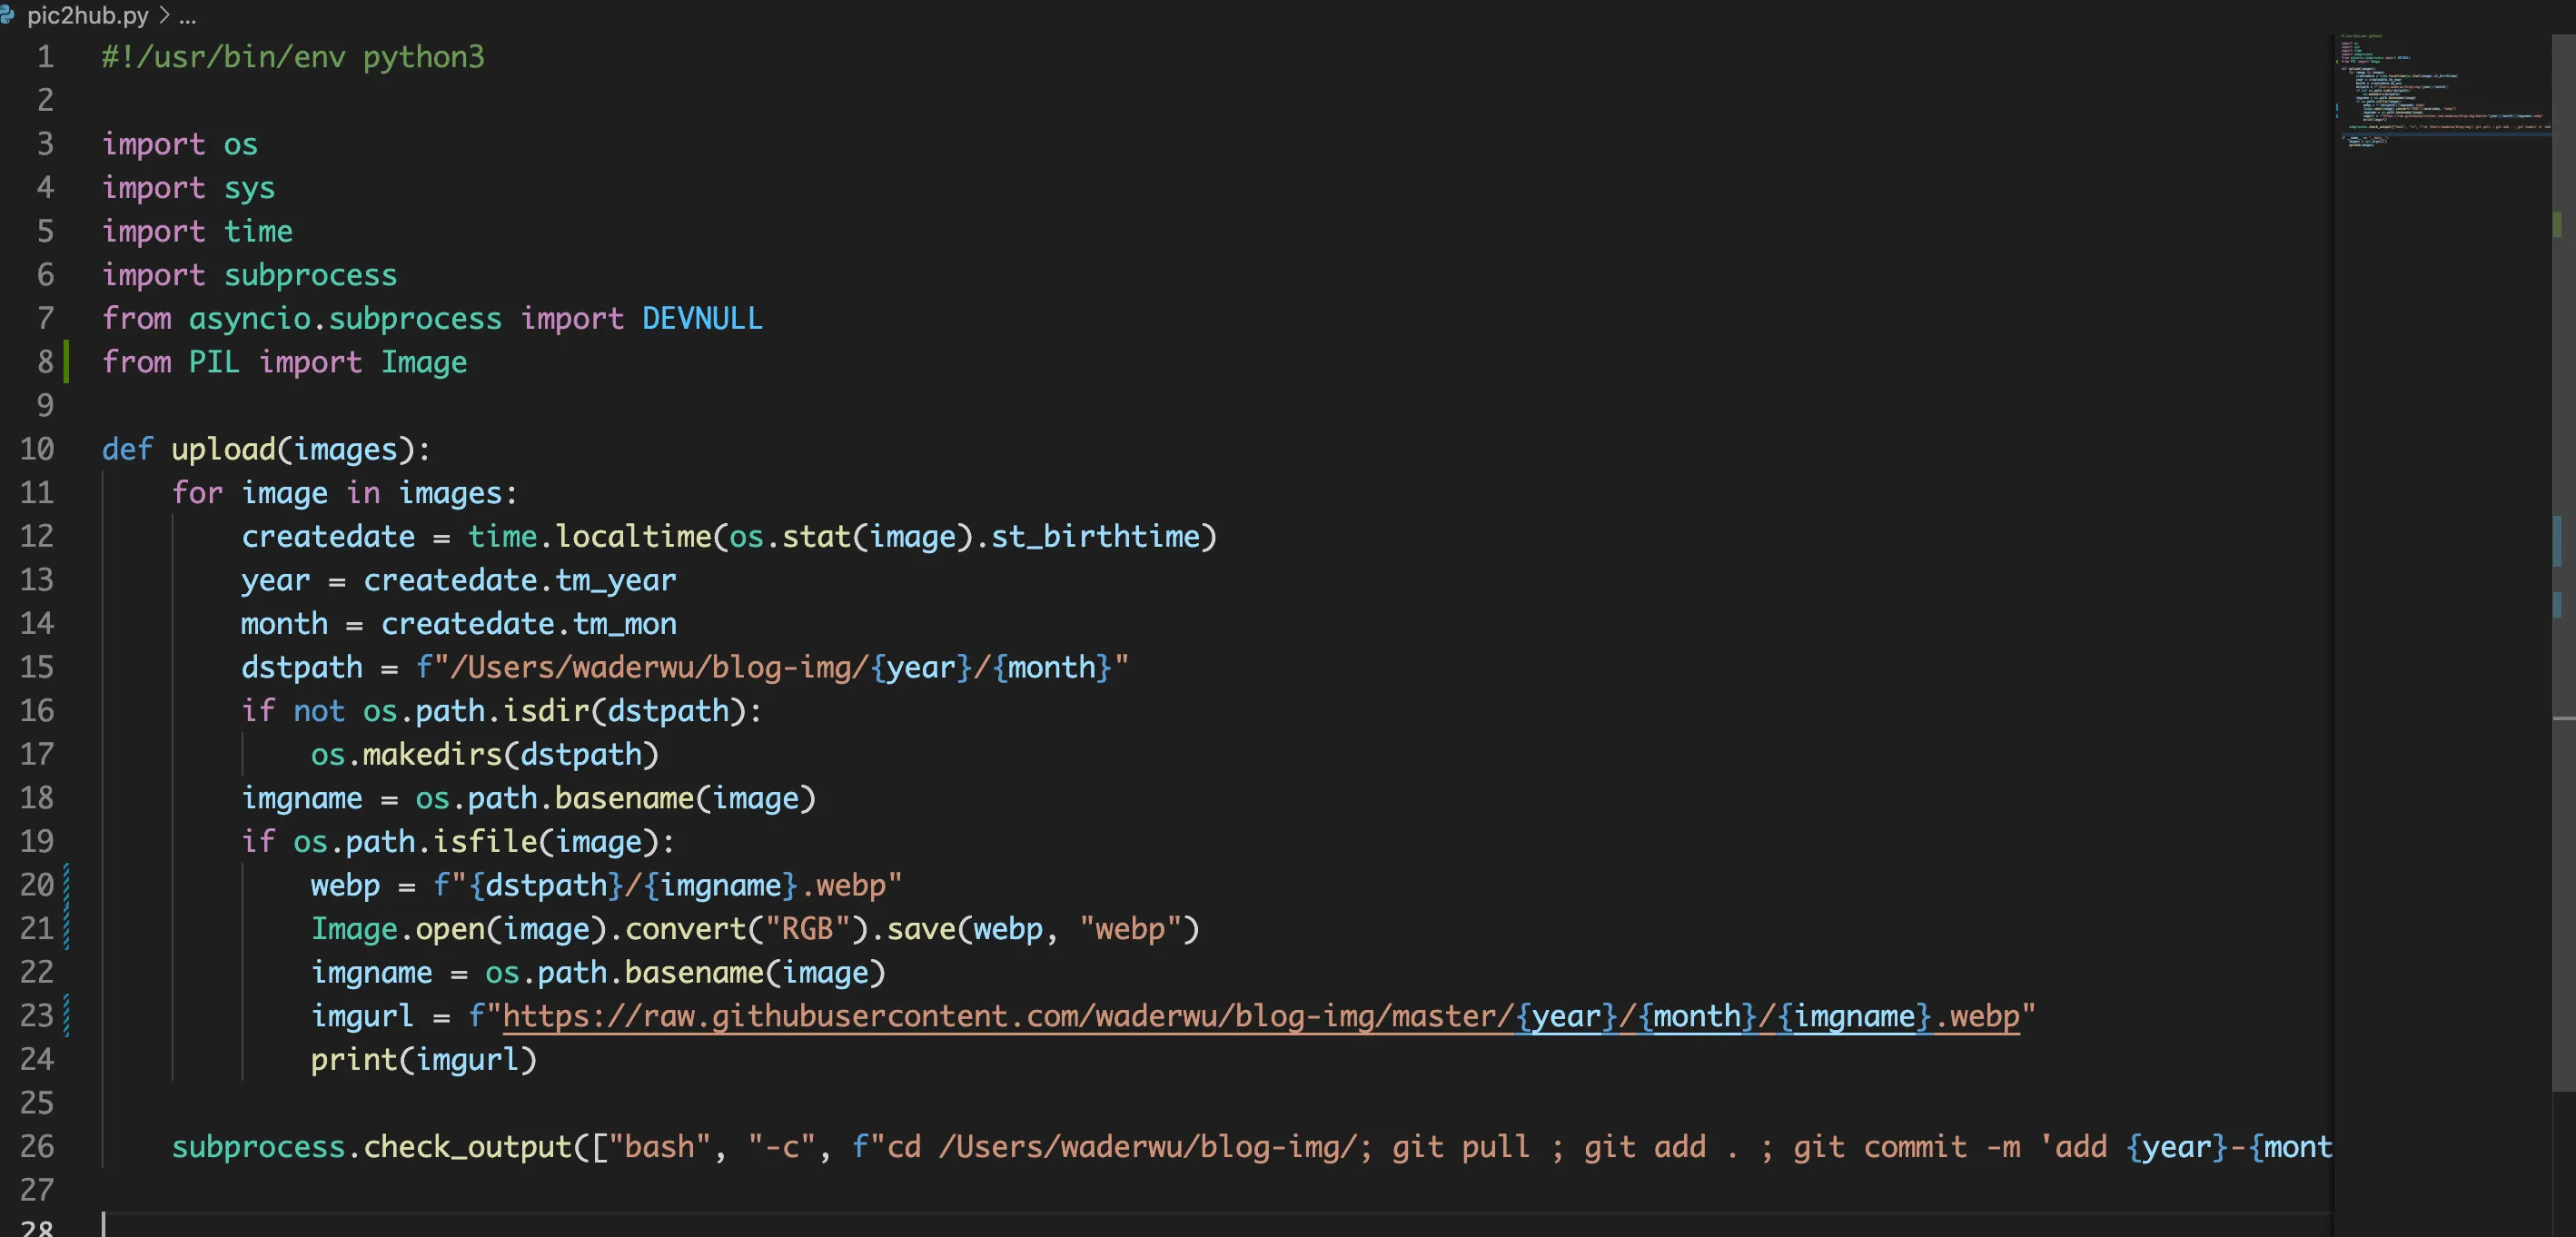 pic2hub.py > ...
1 #!/usr/bin/env python3
2
3 import os
4 import sys
5 import time
6 import subprocess
7 from asyncio.subprocess import DEVNULL
8 from PIL import Image
9
10 def upload(images):
11     for image in images:
12         createdate = time.localtime(os.stat(image).st_birthtime)
13         year = createdate.tm_year
14         month = createdate.tm_mon
15         dstpath = f"/Users/waderwu/blog-img/{year}/{month}"
16         if not os.path.isdir(dstpath):
17             os.makedirs(dstpath)
18         imgname = os.path.basename(image)
19         if os.path.isfile(image):
20             webp = f"{dstpath}/{imgname}.webp"
21             Image.open(image).convert("RGB").save(webp, "webp")
22             imgname = os.path.basename(image)
23             imgurl = f"https://raw.githubusercontent.com/waderwu/blog-img/master/{year}/{month}/{imgname}.webp"
24             print(imgurl)
25
26     subprocess.check_output(["bash", "-c", f"cd /Users/waderwu/blog-img/; git pull ; git add . ; git commit -m 'add {year}-{mont
27
28